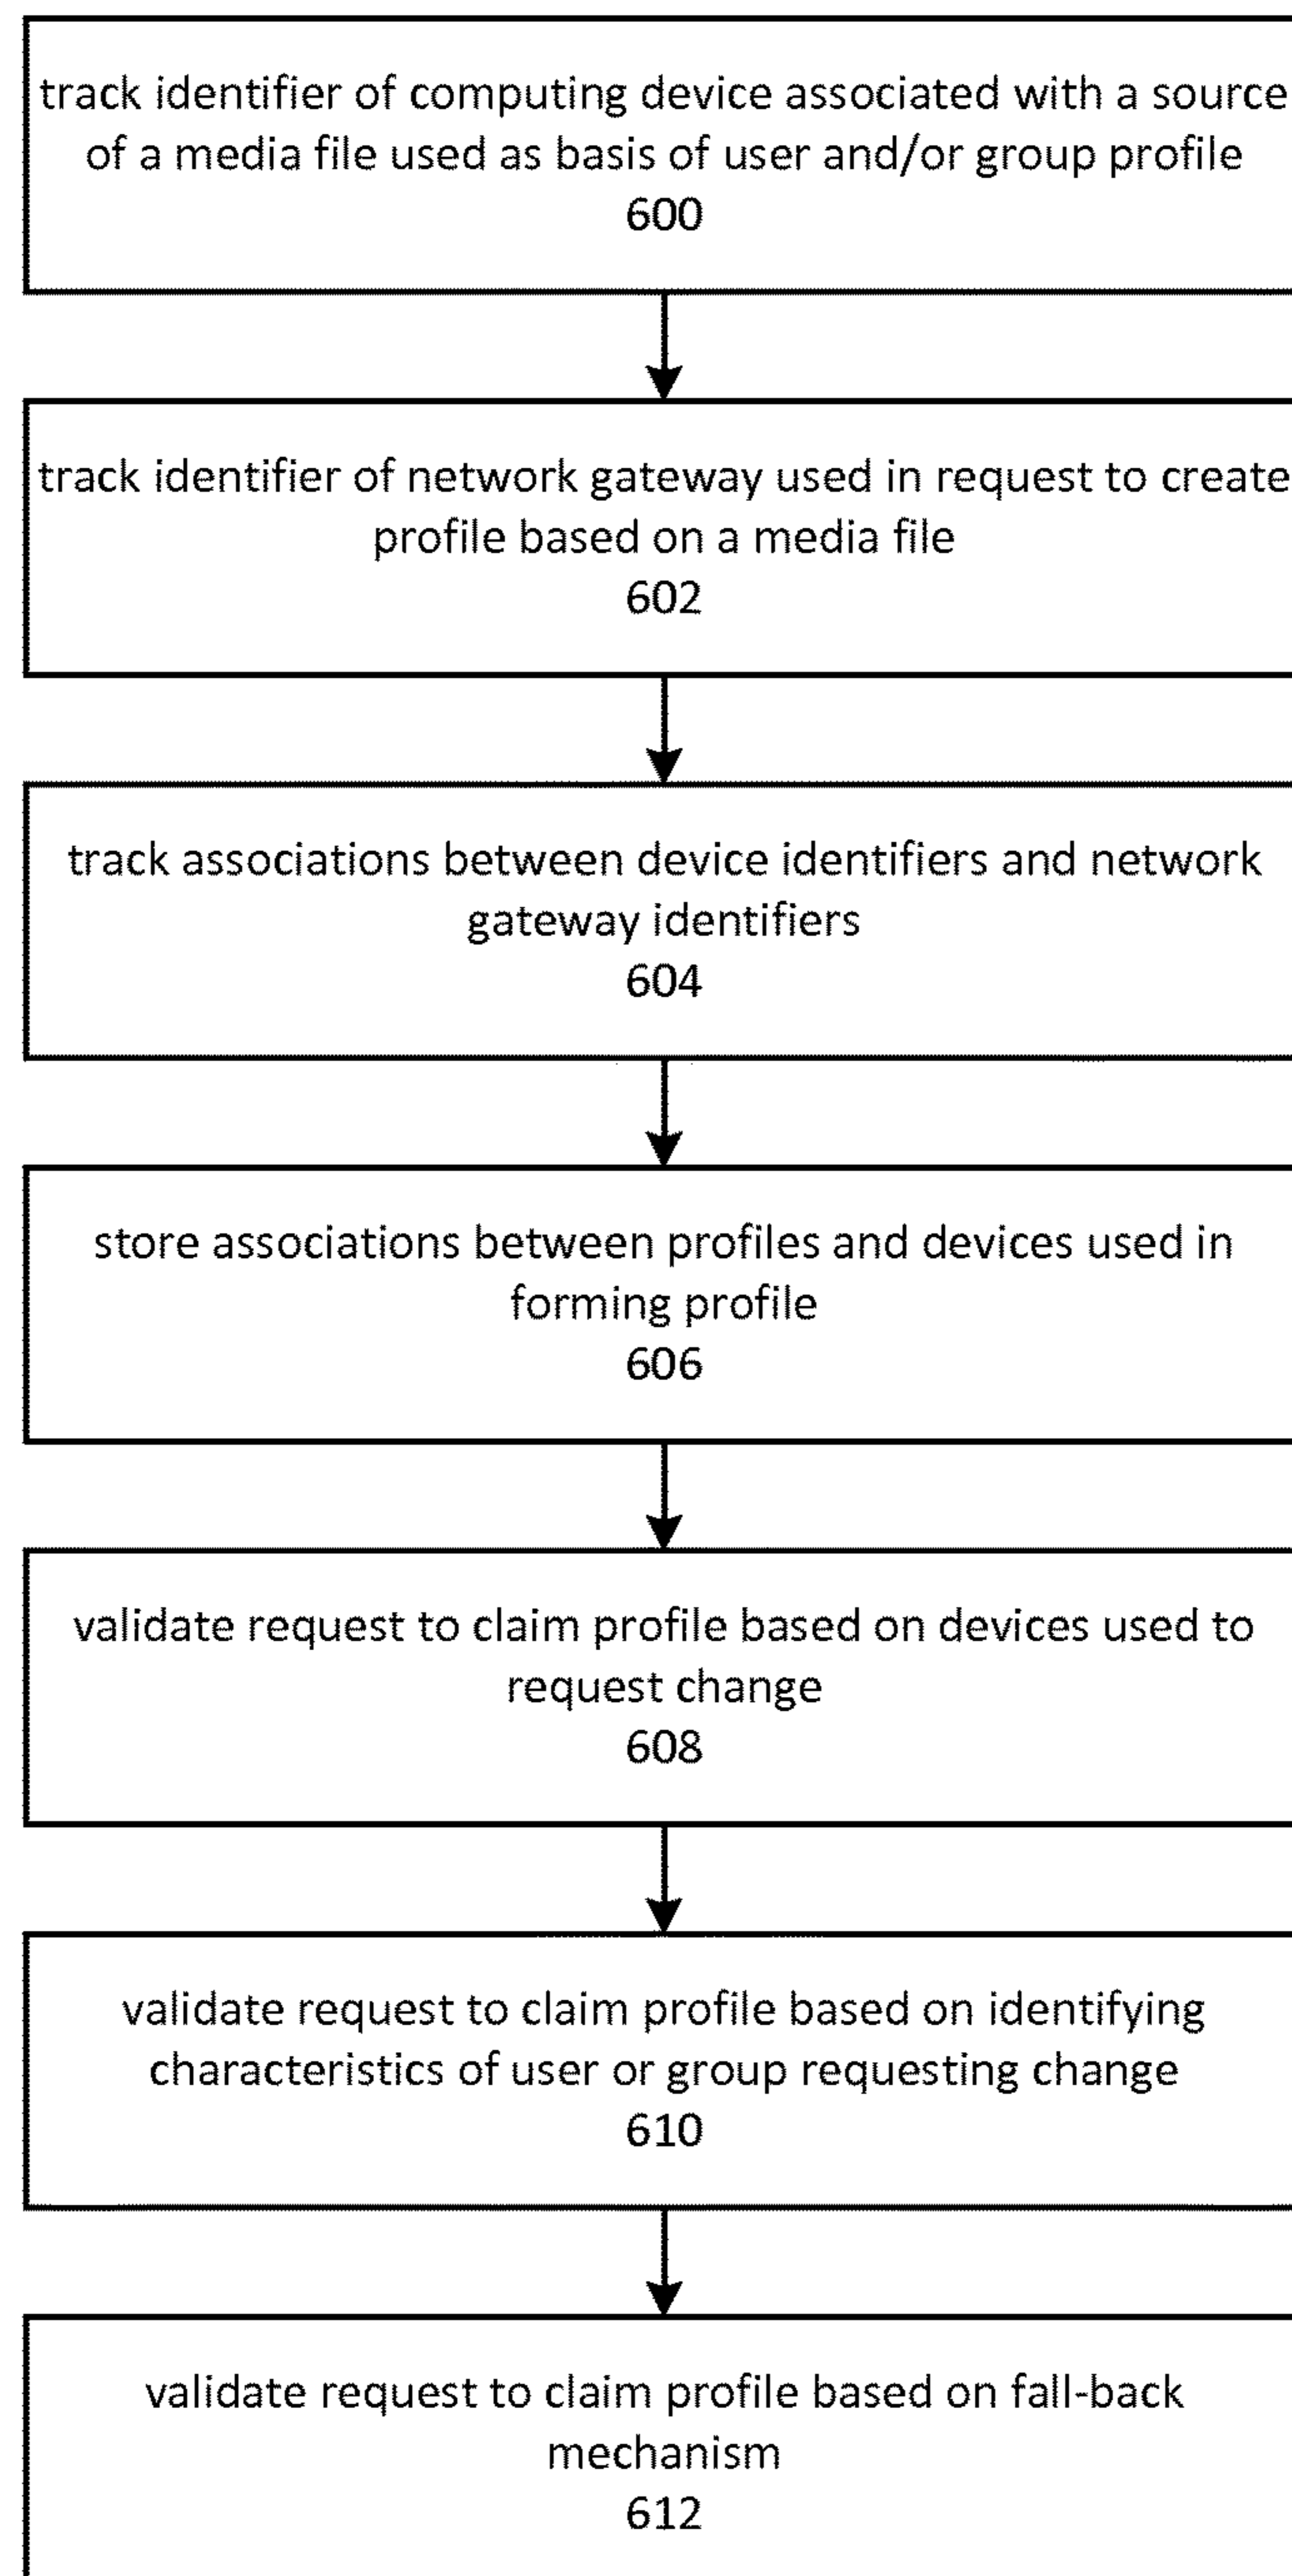 track identifier of computing device associated with a source
of a media file used as basis of user and/or group profile
600
track identifier of network gateway used in request to create
profile based on a media file
602
track associations between device identifiers and network
gateway identifiers
604
store associations between profiles and devices used in
forming profile
606
validate request to claim profile based on devices used to
request change
608
validate request to claim profile based on identifying
characteristics of user or group requesting change
610
validate request to claim profile based on fall-back
mechanism
612